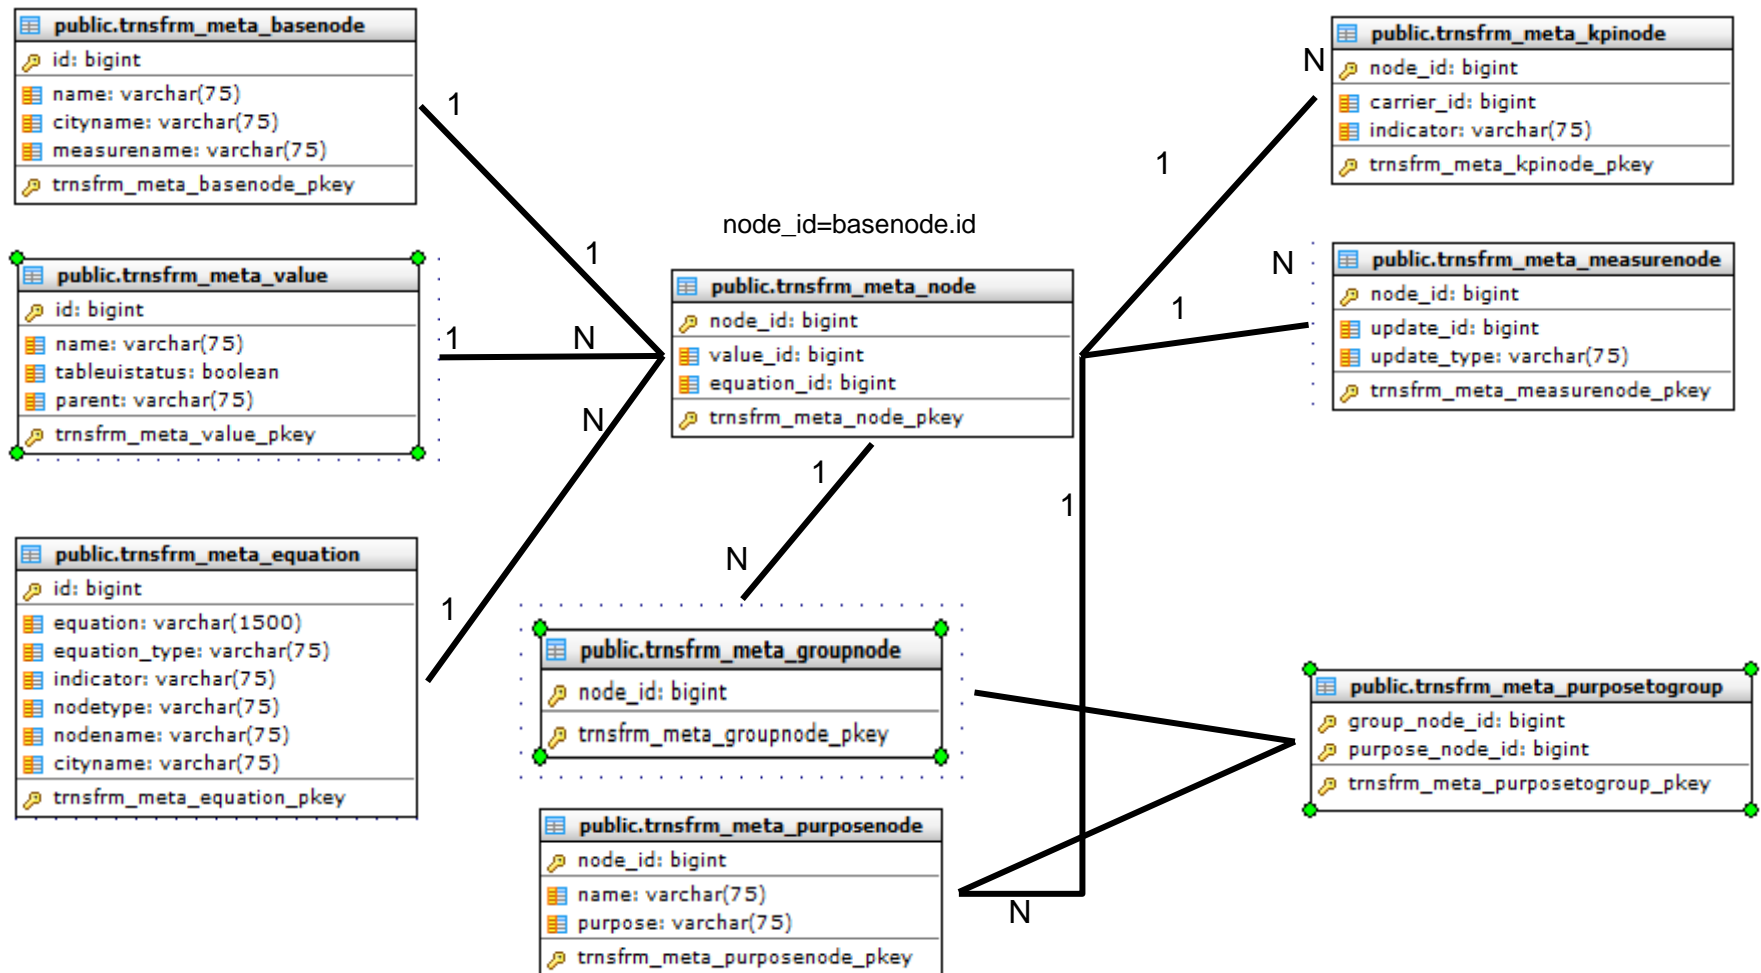 public.trnsfrm_meta_basenode
id: bigint
name: varchar(75)
cityname: varchar(75)
measurename: varchar(75)
trnsfrm_meta_basenode_pkey
1
1
public.trnsfrm_meta_value
id: bigint
name: varchar(75)
tableuistatus: boolean
parent: varchar(75)
trnsfrm_meta_value_pkey
1
N
public.trnsfrm_meta_equation
id: bigint
equation: varchar(1500)
equation_type: varchar(75)
indicator: varchar(75)
nodetype: varchar(75)
nodename: varchar(75)
cityname: varchar(75)
trnsfrm_meta_equation_pkey
1
N
node_id=basenode.id
public.trnsfrm_meta_node
node_id: bigint
value_id: bigint
equation_id: bigint
trnsfrm_meta_node_pkey
1
N
public.trnsfrm_meta_groupnode
node_id: bigint
trnsfrm_meta_groupnode_pkey
public.trnsfrm_meta_purposenode
node_id: bigint
name: varchar(75)
purpose: varchar(75)
trnsfrm_meta_purposenode_pkey
1
N
N
1
public.trnsfrm_meta_kpinode
node_id: bigint
carrier_id: bigint
indicator: varchar(75)
trnsfrm_meta_kpinode_pkey
N
1
public.trnsfrm_meta_measurenode
node_id: bigint
update_id: bigint
update_type: varchar(75)
trnsfrm_meta_measurenode_pkey
public.trnsfrm_meta_purposetogroup
group_node_id: bigint
purpose_node_id: bigint
trnsfrm_meta_purposetogroup_pkey